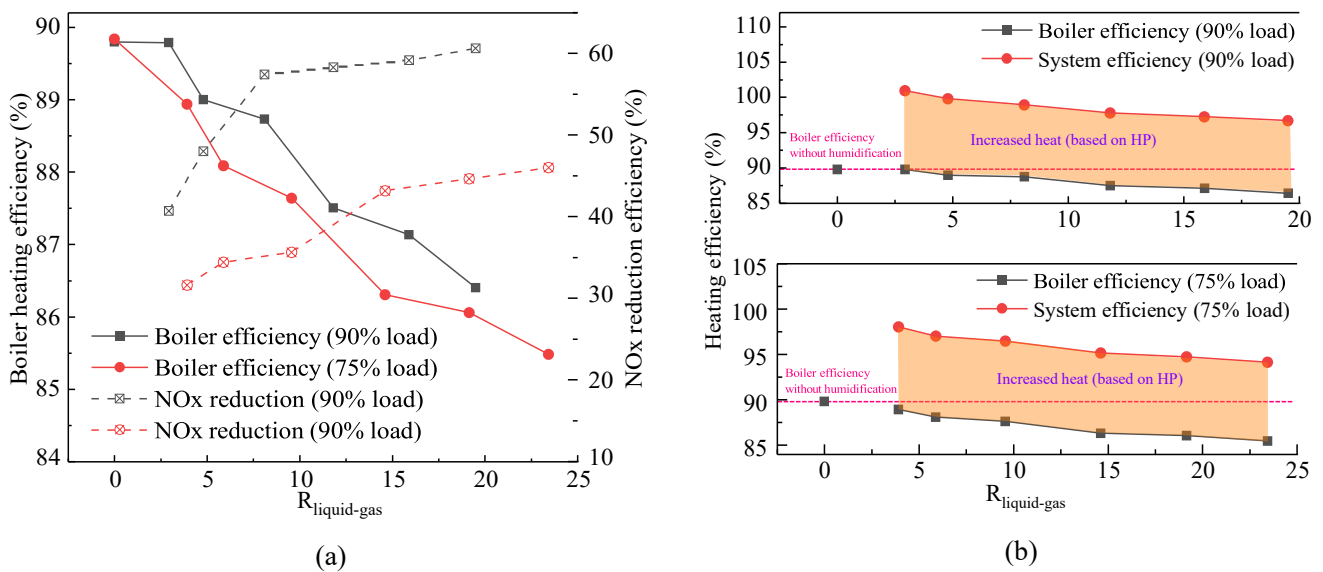 90
89
88
87
86
85
84
Boiler heating efficiency (%)
60
50
40
30
20
10
NOx reduction efficiency (%)
Boiler efficiency (90% load)
Boiler efficiency (75% load)
NOx reduction (90% load)
NOx reduction (90% load)
0 5 10 15 20 25
Rliquid-gas
(a)
Heating efficiency (%)
110
105
100
95
90
85
Boiler efficiency (90% load)
System efficiency (90% load)
Boiler efficiency
without humidification
Increased heat (based on HP)
0 5 10 15 20
105
100
95
90
85
Boiler efficiency (75% load)
System efficiency (75% load)
Boiler efficiency
without humidification
Increased heat (based on HP)
0 5 10 15 20 25
Rliquid-gas
(b)